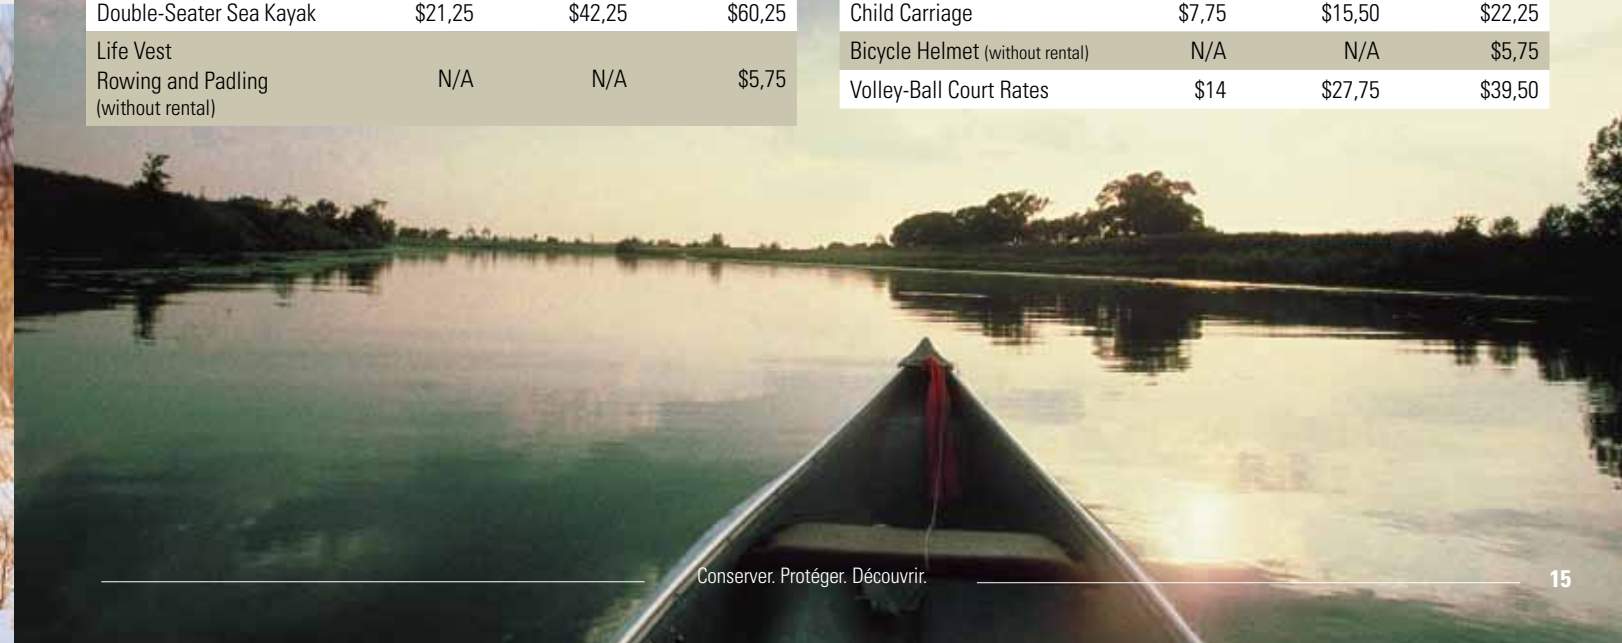 Double-Seater Sea Kayak $21,25 $42,25 $60,25
Life Vest
Rowing and Padling N/A N/A $5,75
(without rental)
Child Carriage $7,75 $15,50 $22,25
Bicycle Helmet (without rental) N/A N/A $5,75
Volley-Ball Court Rates $14 $27,75 $39,50
Conserver. Protéger. Découvrir.
15